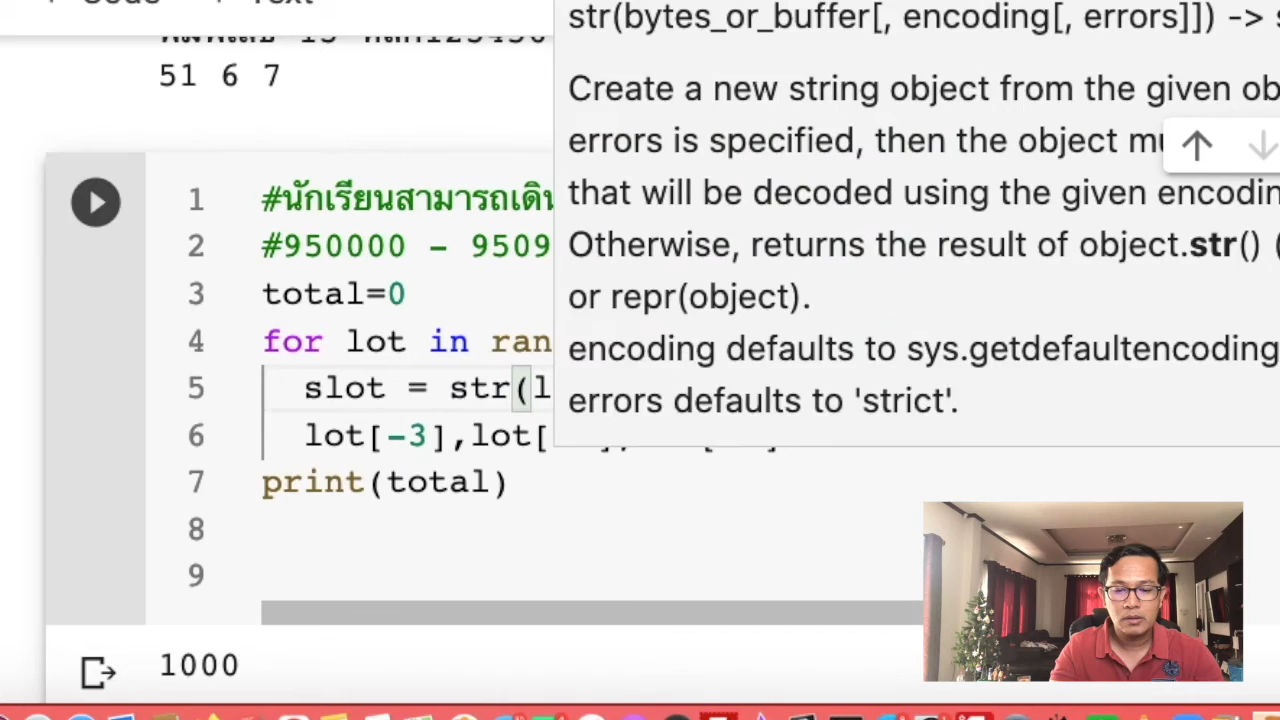 str(bytes_or_buffer[, encoding[, errors]]) ->
51 6 7
Create a new string object from the given ob
errors is specified, then the object mu
that will be decoded using the given encodin
Otherwise, returns the result of object.str() (
or repr(object).
encoding defaults to sys.getdefaultencoding
errors defaults to 'strict'.
1 #นักเรียนสามารถเดิน
2 #950000 - 9509
3 total=0
4 for lot in ran
5 slot = str(l
6 lot[-3],lot[
7 print(total)
8
9
1000